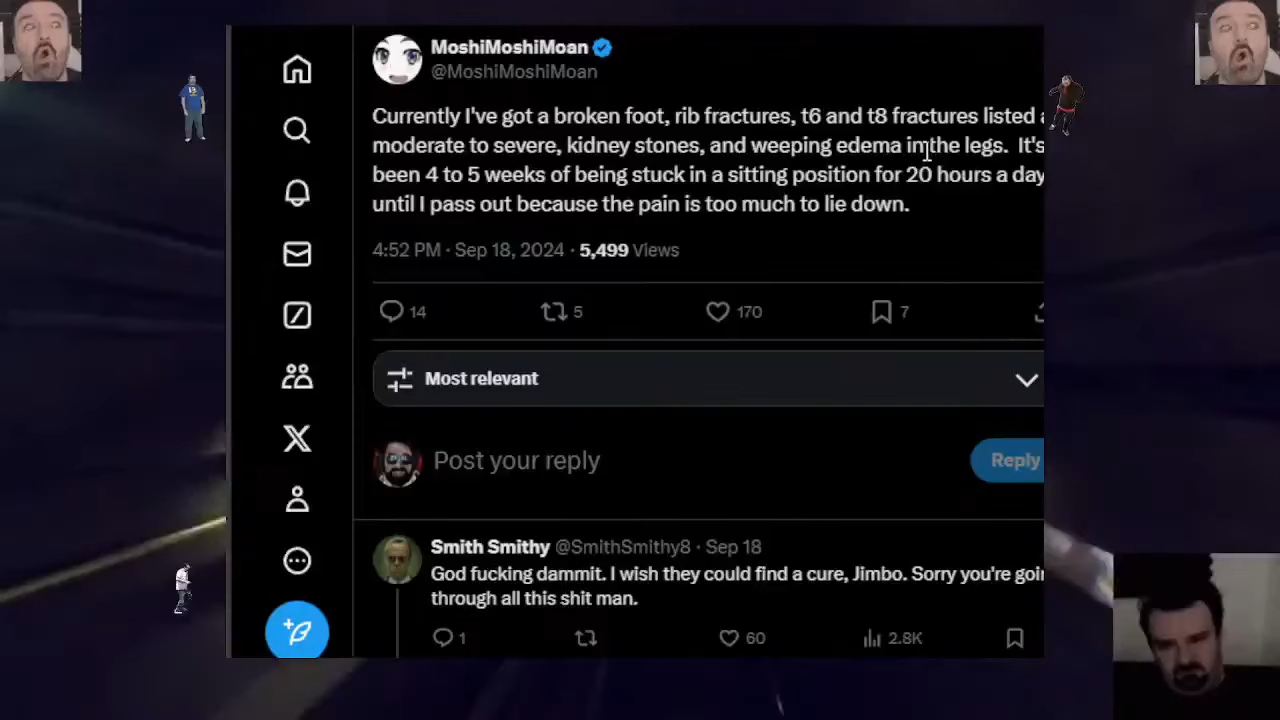 MoshiMoshiMoan
@MoshiMoshiMoan
Currently I've got a broken foot, rib fractures, t6 and t8 fractures listed
moderate to severe, kidney stones, and weeping edema in the legs. It's
been 4 to 5 weeks of being stuck in a sitting position for 20 hours a day
until I pass out because the pain is too much to lie down.
4:52 PM · Sep 18, 2024 · 5,499 Views
14 5 170 7
Most relevant
Post your reply
Reply
Smith Smithy @SmithSmithy8 · Sep 18
God fucking dammit. I wish they could find a cure, Jimbo. Sorry you're goi
through all this shit man.
1 60 2.8K